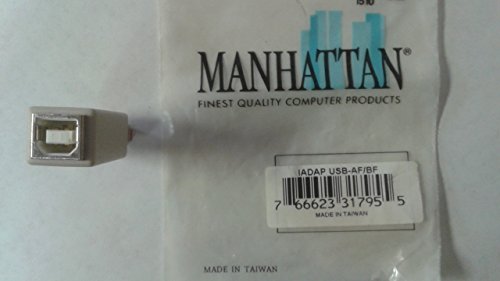 1510
MANHATTAN®
FINEST QUALITY COMPUTER PRODUCTS
IADAP USB-AF/BF
7 66623 31795 5
MADE IN TAIWAN
MADE IN TAIWAN